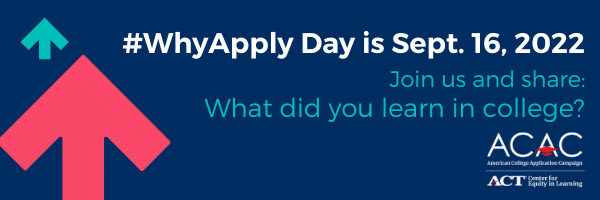 #WhyApply Day is Sept. 16, 2022
Join us and share:
What did you learn in college?
ACAC
American College Application Campaign
ACT Center for
Equity in Learning